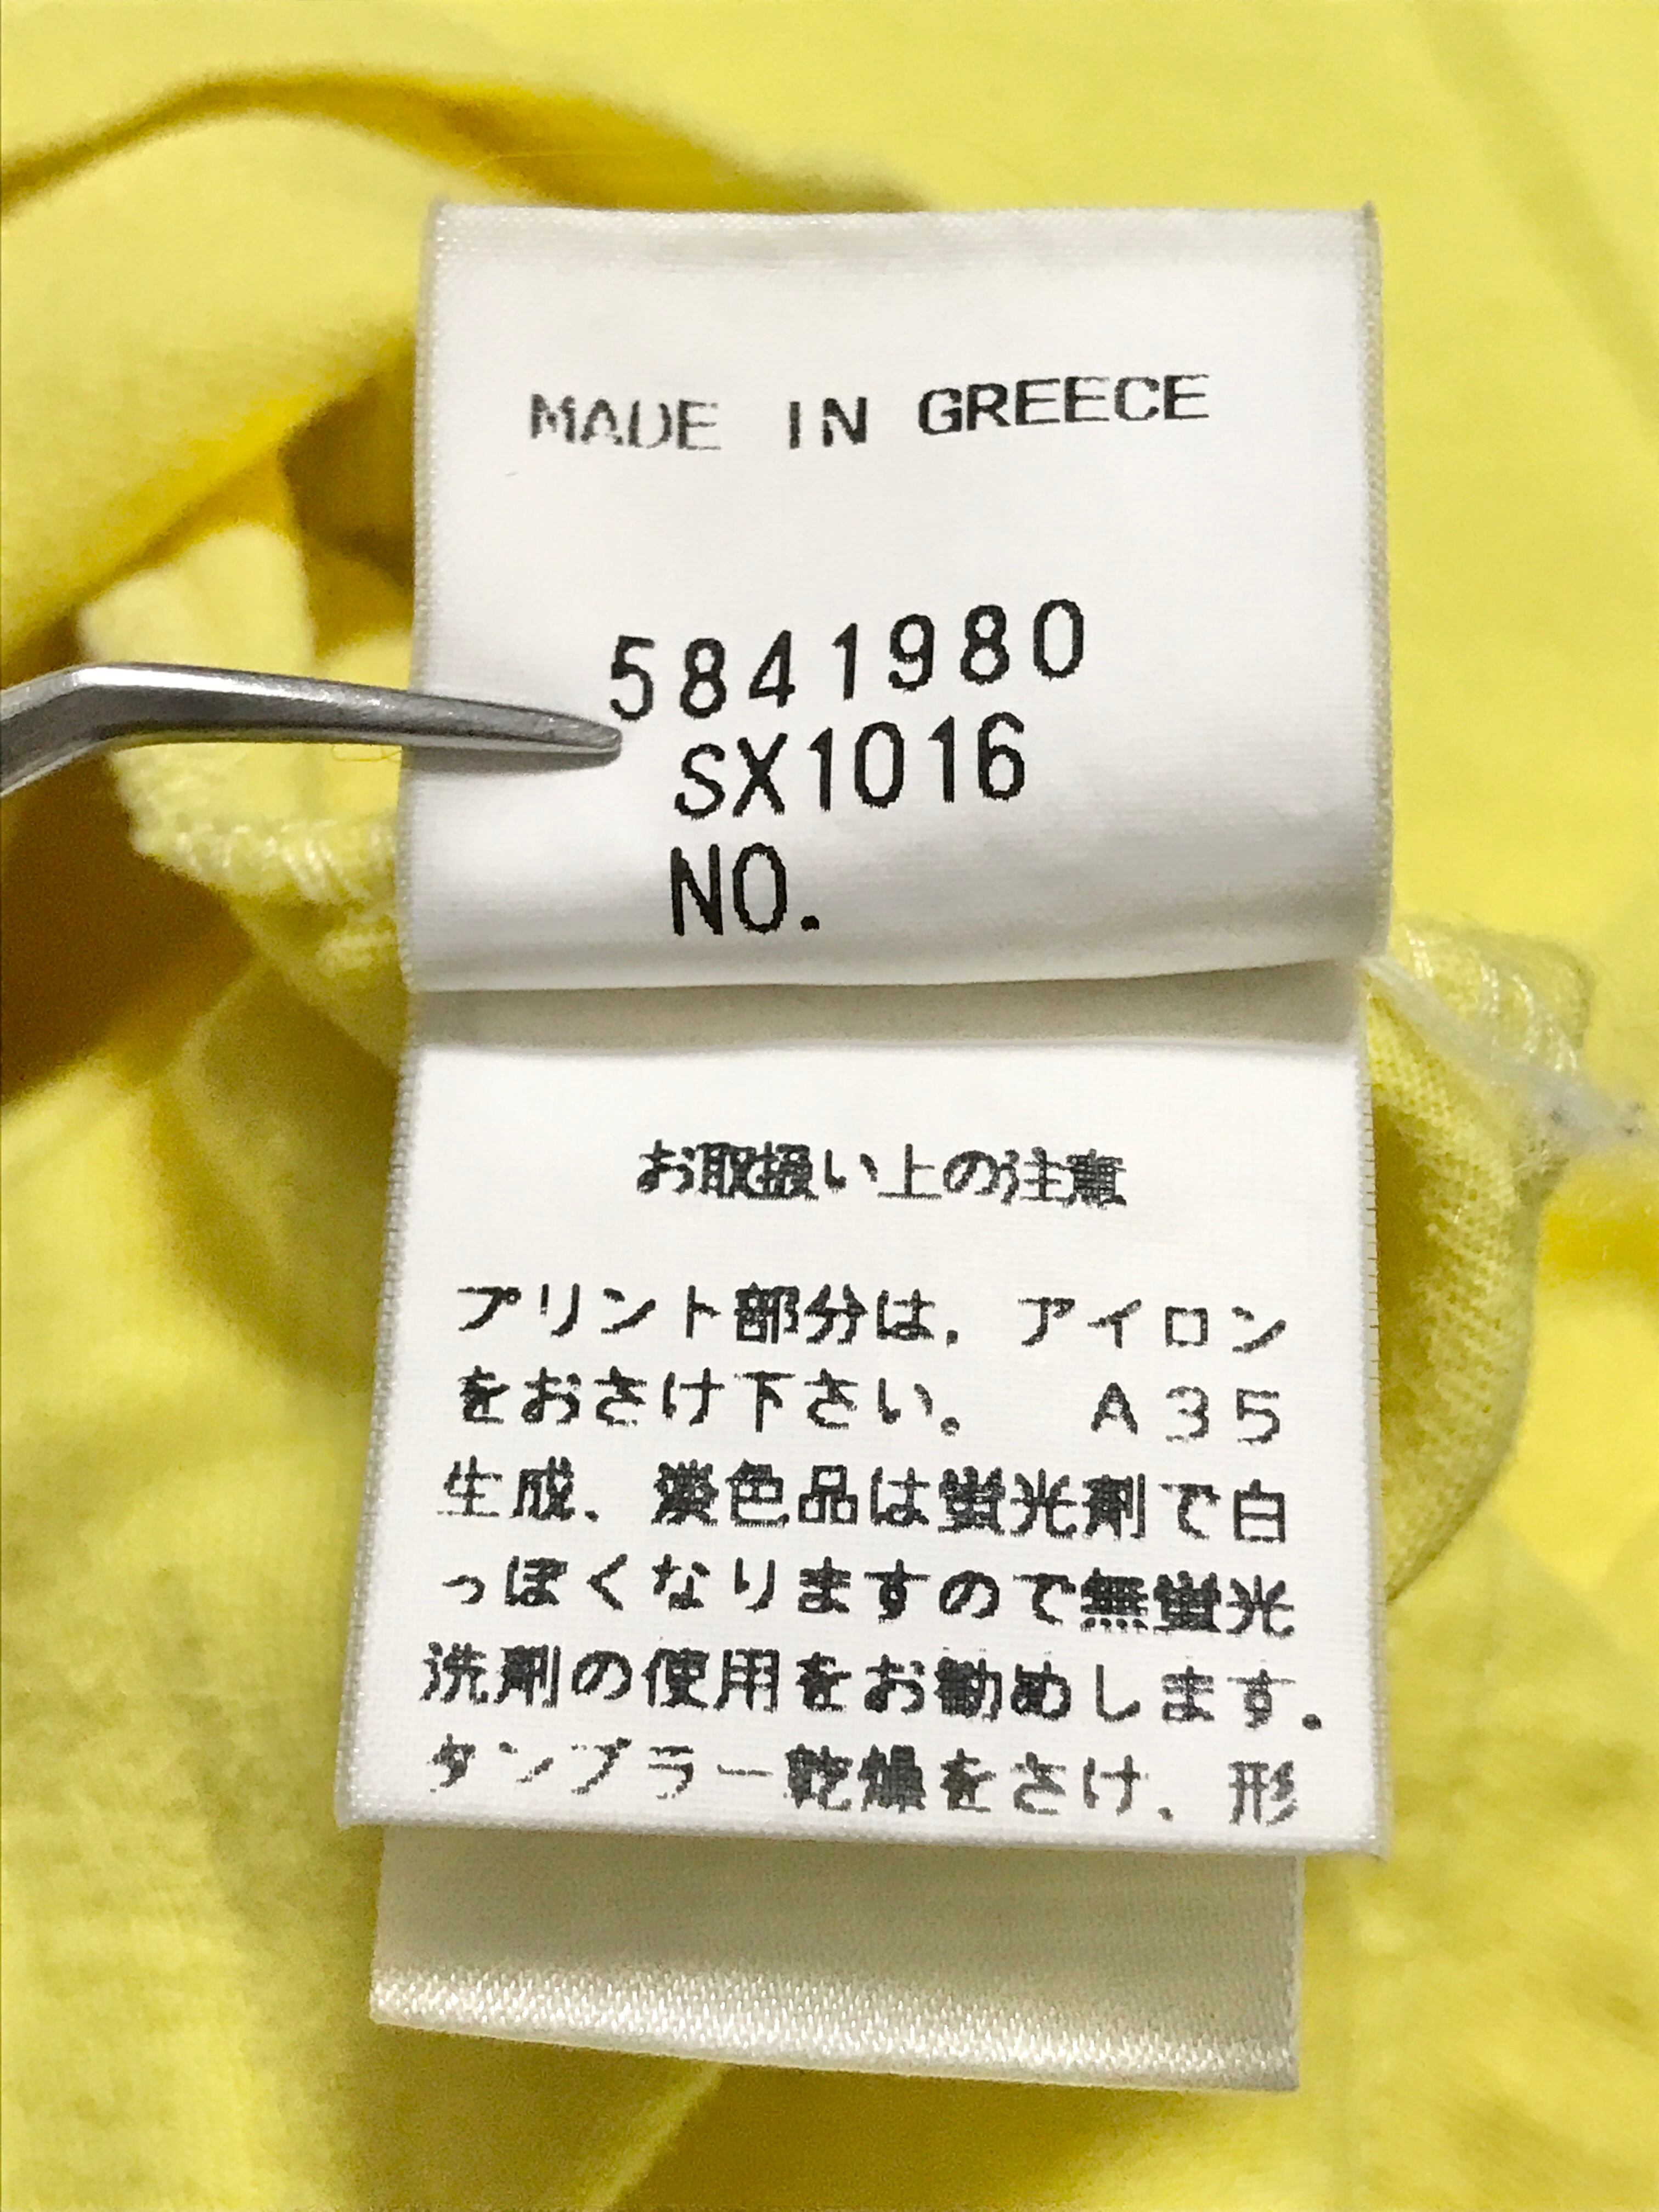 MADE IN GREECE
5841980
SX1016
NO.
お取扱い上の注意
プリント部分は、アイロン
をおさけ下さい。 A35
生成、淡色品は蛍光剤で白
っぽくなりますので無蛍光
洗剤の使用をお勧めします。
タンブラー乾燥をさけ、形